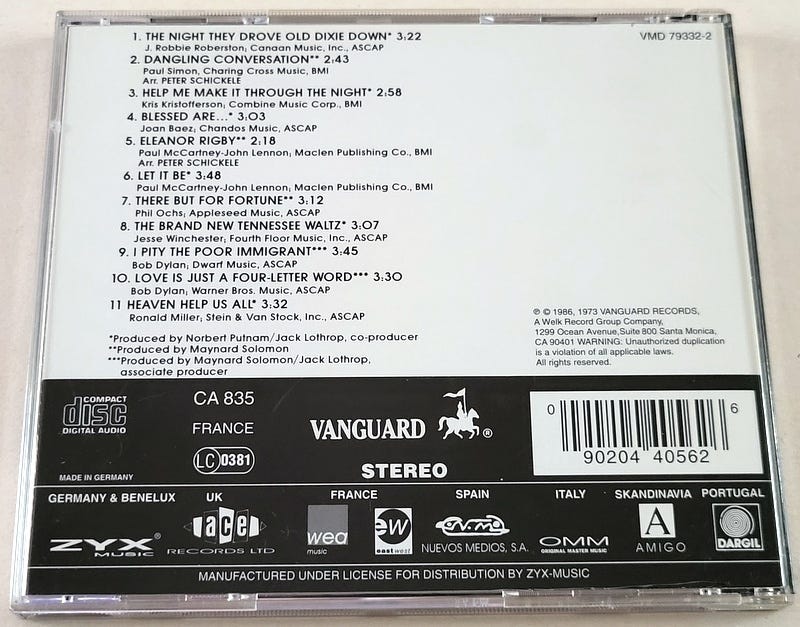 1. THE NIGHT THEY DROVE OLD DIXIE DOWN* 3:22
J. Robbie Roberston; Canaan Music, Inc., ASCAP
VMD 79332-2
2. DANGLING CONVERSATION** 2:43
Paul Simon, Charing Cross Music, BMI
Arr. PETER SCHICKELE
3. HELP ME MAKE IT THROUGH THE NIGHT* 2:58
Kris Kristofferson; Combine Music Corp., BMI
4. BLESSED ARE...* 3:03
Joan Baez; Chandos Music, ASCAP
5. ELEANOR RIGBY** 2:18
Paul McCartney-John Lennon; Maclen Publishing Co., BMI
Arr. PETER SCHICKELE
6. LET IT BE* 3:48
Paul McCartney-John Lennon; Maclen Publishing Co., BMI
7. THERE BUT FOR FORTUNE** 3:12
Phil Ochs; Appleseed Music, ASCAP
8. THE BRAND NEW TENNESSEE WALTZ* 3:07
Jesse Winchester; Fourth Floor Music, Inc., ASCAP
9. I PITY THE POOR IMMIGRANT*** 3:45
Bob Dylan; Dwarf Music, ASCAP
10. LOVE IS JUST A FOUR-LETTER WORD*** 3:30
Bob Dylan; Warner Bros. Music, ASCAP
11 HEAVEN HELP US ALL* 3:32
Ronald Miller; Stein & Van Stock, Inc., ASCAP
*Produced by Norbert Putnam/Jack Lothrop, co-producer
**Produced by Maynard Solomon
***Produced by Maynard Solomon/Jack Lothrop,
associate producer
℗ © 1986, 1973 VANGUARD RECORDS,
A Welk Record Group Company,
1299 Ocean Avenue,Suite 800 Santa Monica,
CA 90401 WARNING: Unauthorized duplication
is a violation of all applicable laws.
All rights reserved.
COMPACT
disc
DIGITAL AUDIO
MADE IN GERMANY
CA 835
FRANCE
LC 0381
VANGUARD ®
STEREO
0 90204 40562 6
GERMANY & BENELUX
UK
FRANCE
SPAIN
ITALY
SKANDINAVIA
PORTUGAL
ZYX®
MUSIC
ace
RECORDS LTD
wea
music
ew
eastwest
NUEVOS MEDIOS, S.A.
OMM
ORIGINAL MASTER MUSIC
A
AMIGO
DARGIL
MANUFACTURED UNDER LICENSE FOR DISTRIBUTION BY ZYX-MUSIC